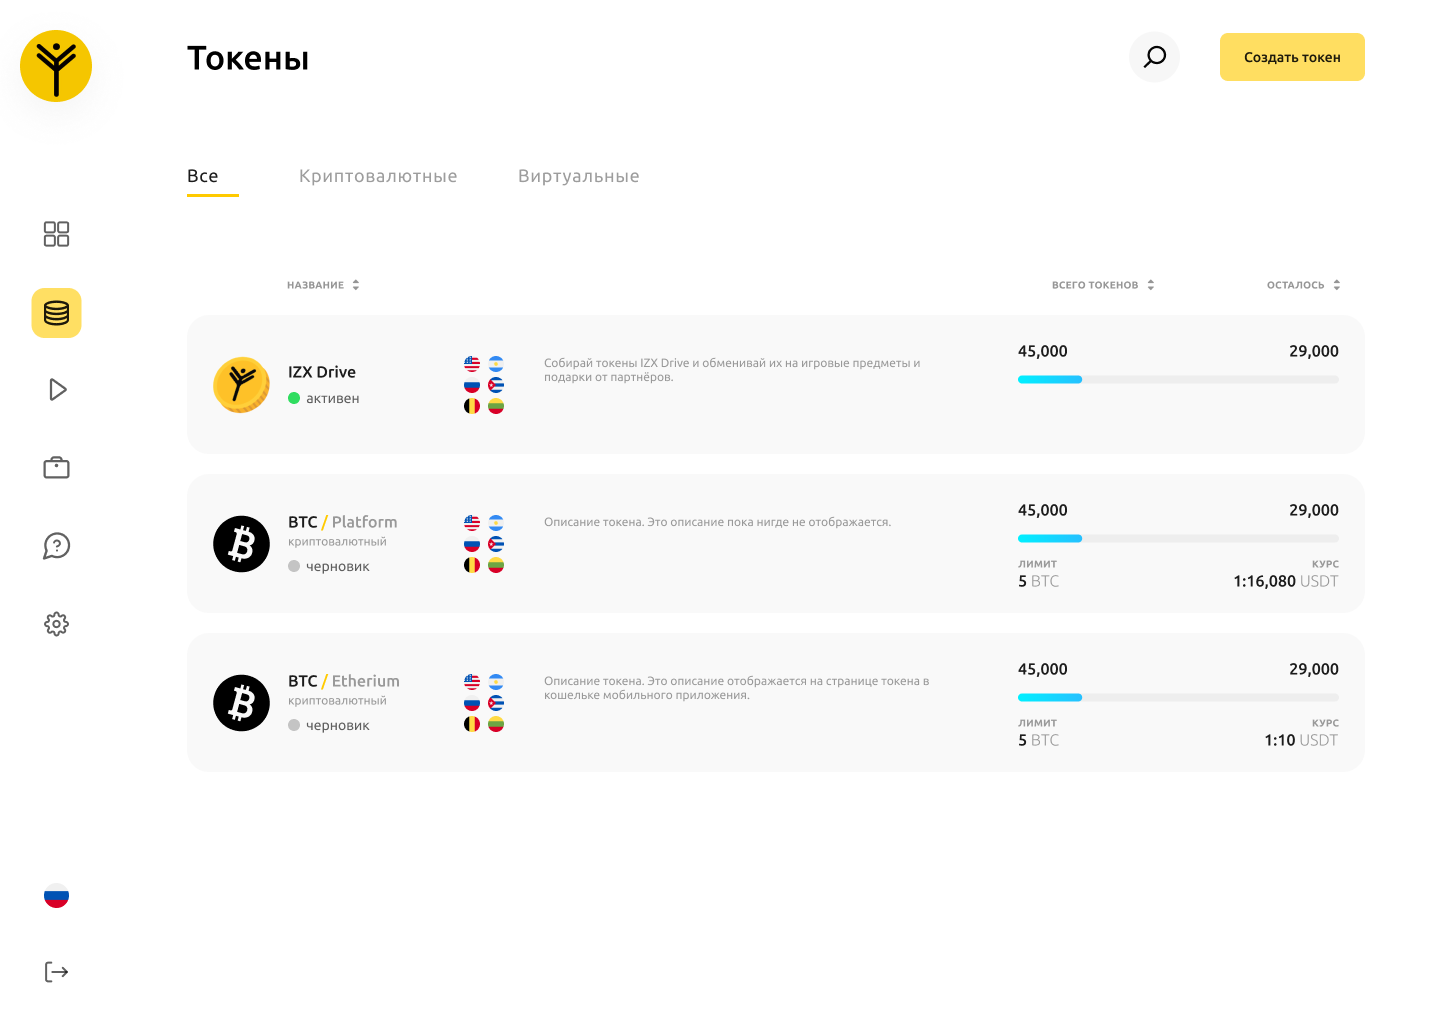 Токены
Создать токен
Все
Криптовалютные
Виртуальные
НАЗВАНИЕ
ВСЕГО ТОКЕНОВ
ОСТАЛОСЬ
IZX Drive
активен
Собирай токены IZX Drive и обменивай их на игровые предметы и
подарки от партнёров.
45,000
29,000
BTC / Platform
криптовалютный
черновик
Описание токена. Это описание пока нигде не отображается.
45,000
29,000
ЛИМИТ
КУРС
5 BTC
1:16,080 USDT
BTC / Etherium
криптовалютный
черновик
Описание токена. Это описание отображается на странице токена в
кошельке мобильного приложения.
45,000
29,000
ЛИМИТ
КУРС
5 BTC
1:10 USDT